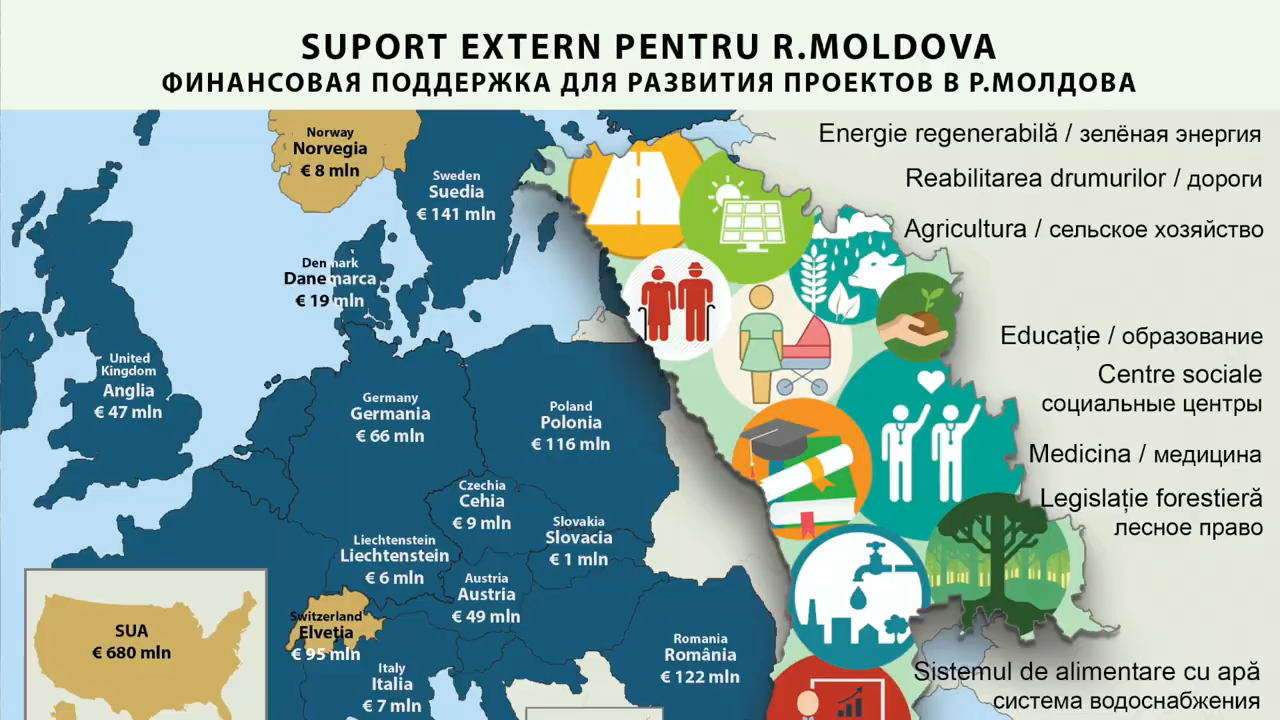 SUPORT EXTERN PENTRU R.MOLDOVA
ФИНАНСОВАЯ ПОДДЕРЖКА ДЛЯ РАЗВИТИЯ ПРОЕКТОВ В Р.МОЛДОВА
Norway
Norvegia
€ 8 mln
Sweden
Suedia
€ 141 mln
Denmark
Danemarca
€ 19 mln
United
Kingdom
Anglia
€ 47 mln
Germany
Germania
€ 66 mln
Poland
Polonia
€ 116 mln
Czechia
Cehia
€ 9 mln
Slovakia
Slovacia
€ 1 mln
Liechtenstein
Liechtenstein
€ 6 mln
Austria
Austria
€ 49 mln
Switzerland
Elveția
€ 95 mln
Italy
Italia
€ 7 mln
Romania
România
€ 122 mln
SUA
€ 680 mln
Energie regenerabilă / зелёная энергия
Reabilitarea drumurilor / дороги
Agricultura / сельское хозяйство
Educație / образование
Centre sociale
социальные центры
Medicina / медицина
Legislație forestieră
лесное право
Sistemul de alimentare cu apă
система водоснабжения